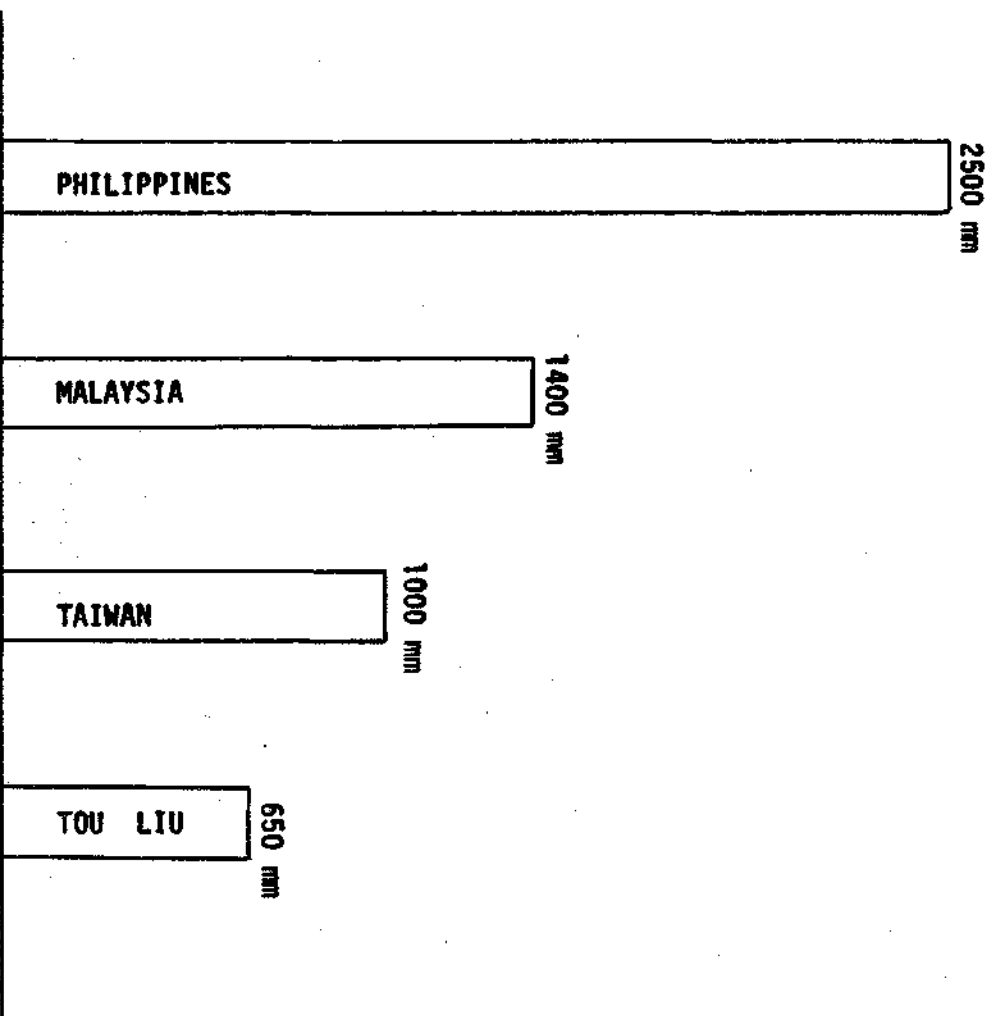 PHILIPPINES
2500 mm
MALAYSIA
1400 mm
TAIWAN
1000 mm
TOU LIU
650 mm